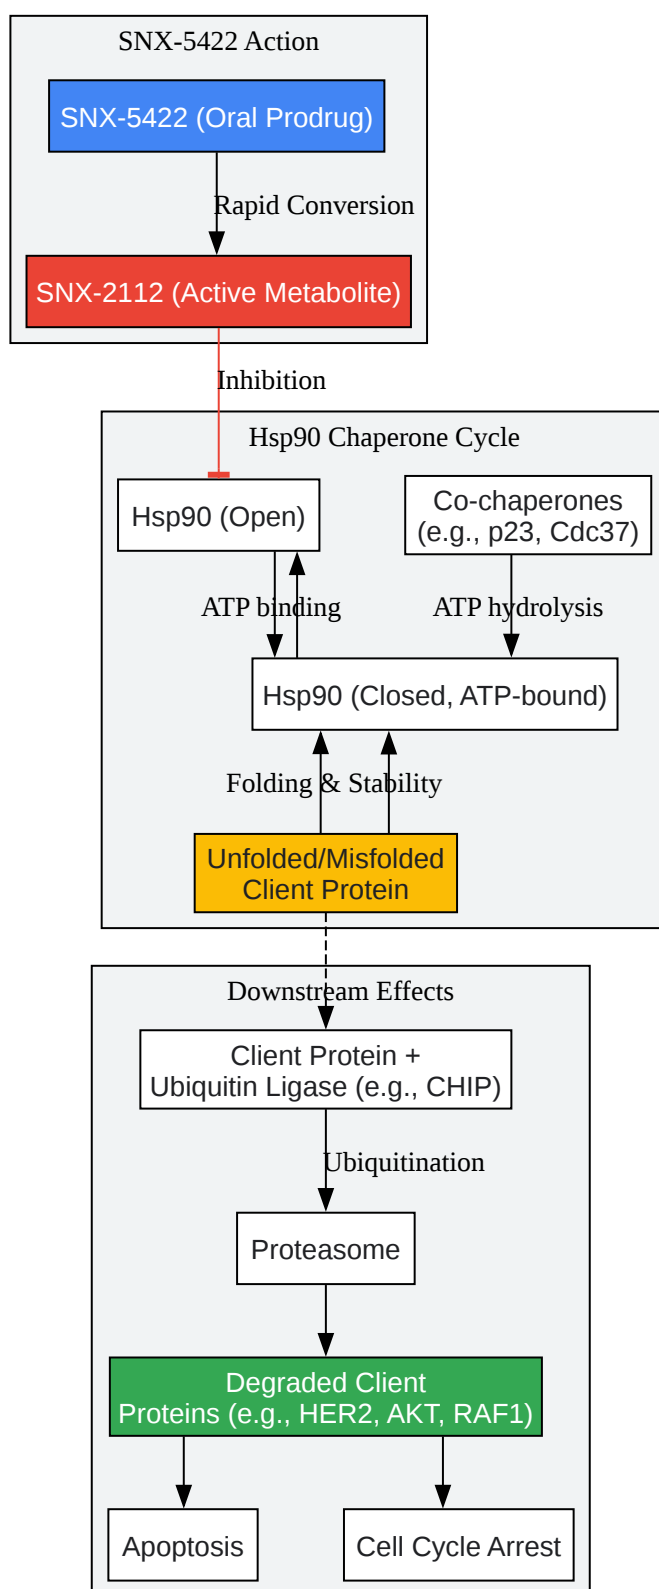 SNX-5422 Action
SNX-5422 (Oral Prodrug)
Rapid Conversion
SNX-2112 (Active Metabolite)
Inhibition
Hsp90 Chaperone Cycle
Hsp90 (Open)
Co-chaperones
(e.g., p23, Cdc37)
ATP binding
ATP hydrolysis
Hsp90 (Closed, ATP-bound)
Folding & Stability
Unfolded/Misfolded
Client Protein
Downstream Effects
Client Protein +
Ubiquitin Ligase (e.g., CHIP)
Ubiquitination
Proteasome
Degraded Client
Proteins (e.g., HER2, AKT, RAF1)
Apoptosis
Cell Cycle Arrest